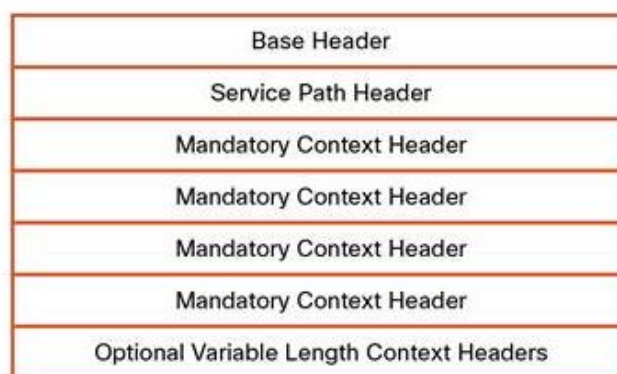 Base Header
Service Path Header
Mandatory Context Header
Mandatory Context Header
Mandatory Context Header
Mandatory Context Header
Optional Variable Length Context Headers